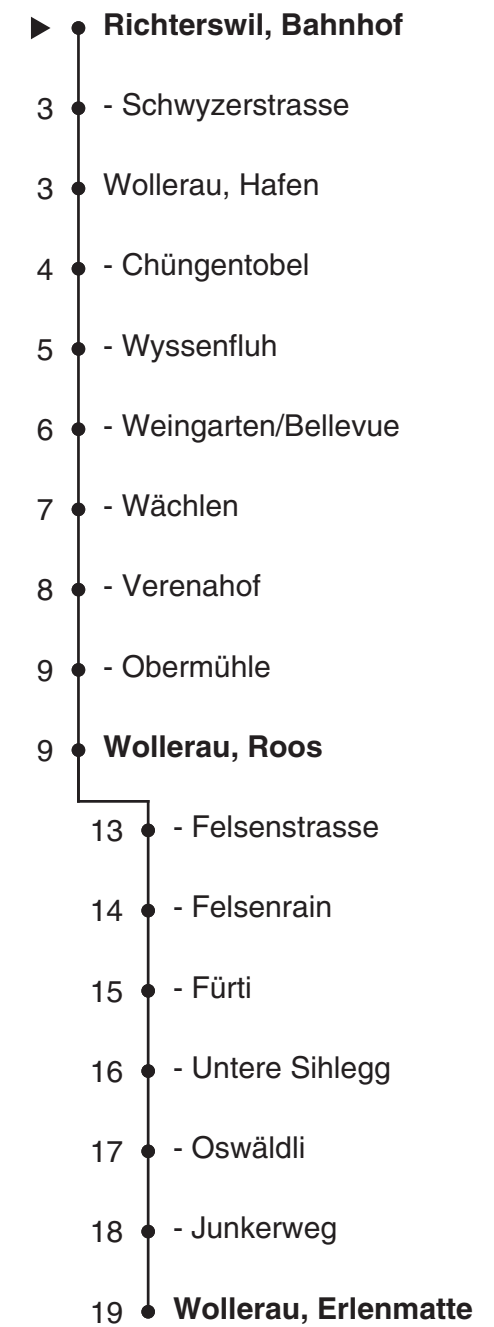 Richterswil, Bahnhof
3 - Schwyzerstrasse
3 Wollerau, Hafen
4 - Chüngentobel
5 - Wyssenfluh
6 - Weingarten/Bellevue
7 - Wächlen
8 - Verenahof
9 - Obermühle
9 Wollerau, Roos
13 - Felsenstrasse
14 - Felsenrain
15 - Fürti
16 - Untere Sihlegg
17 - Oswäldli
18 - Junkerweg
19 Wollerau, Erlenmatte